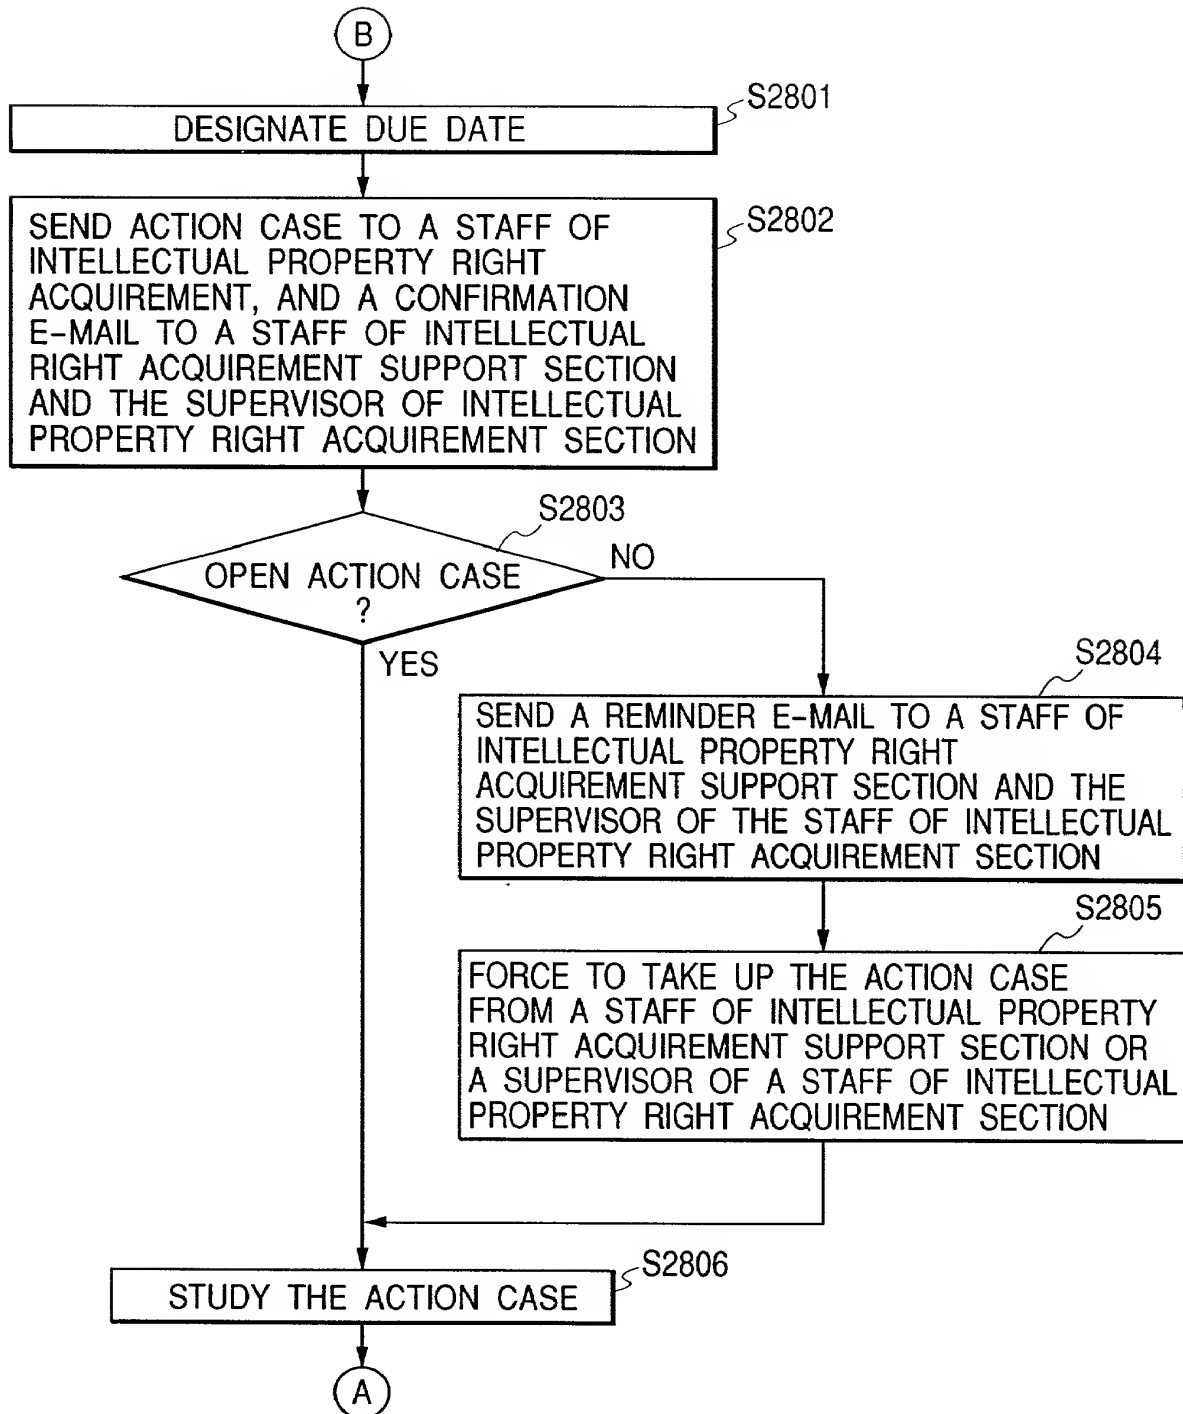 B
S2801
DESIGNATE DUE DATE
S2802
SEND ACTION CASE TO A STAFF OF
INTELLECTUAL PROPERTY RIGHT
ACQUIREMENT, AND A CONFIRMATION
E-MAIL TO A STAFF OF INTELLECTUAL
RIGHT ACQUIREMENT SUPPORT SECTION
AND THE SUPERVISOR OF INTELLECTUAL
PROPERTY RIGHT ACQUIREMENT SECTION
S2803
OPEN ACTION CASE
?
NO
YES
S2804
SEND A REMINDER E-MAIL TO A STAFF OF
INTELLECTUAL PROPERTY RIGHT
ACQUIREMENT SUPPORT SECTION AND THE
SUPERVISOR OF THE STAFF OF INTELLECTUAL
PROPERTY RIGHT ACQUIREMENT SECTION
S2805
FORCE TO TAKE UP THE ACTION CASE
FROM A STAFF OF INTELLECTUAL PROPERTY
RIGHT ACQUIREMENT SUPPORT SECTION OR
A SUPERVISOR OF A STAFF OF INTELLECTUAL
PROPERTY RIGHT ACQUIREMENT SECTION
S2806
STUDY THE ACTION CASE
A